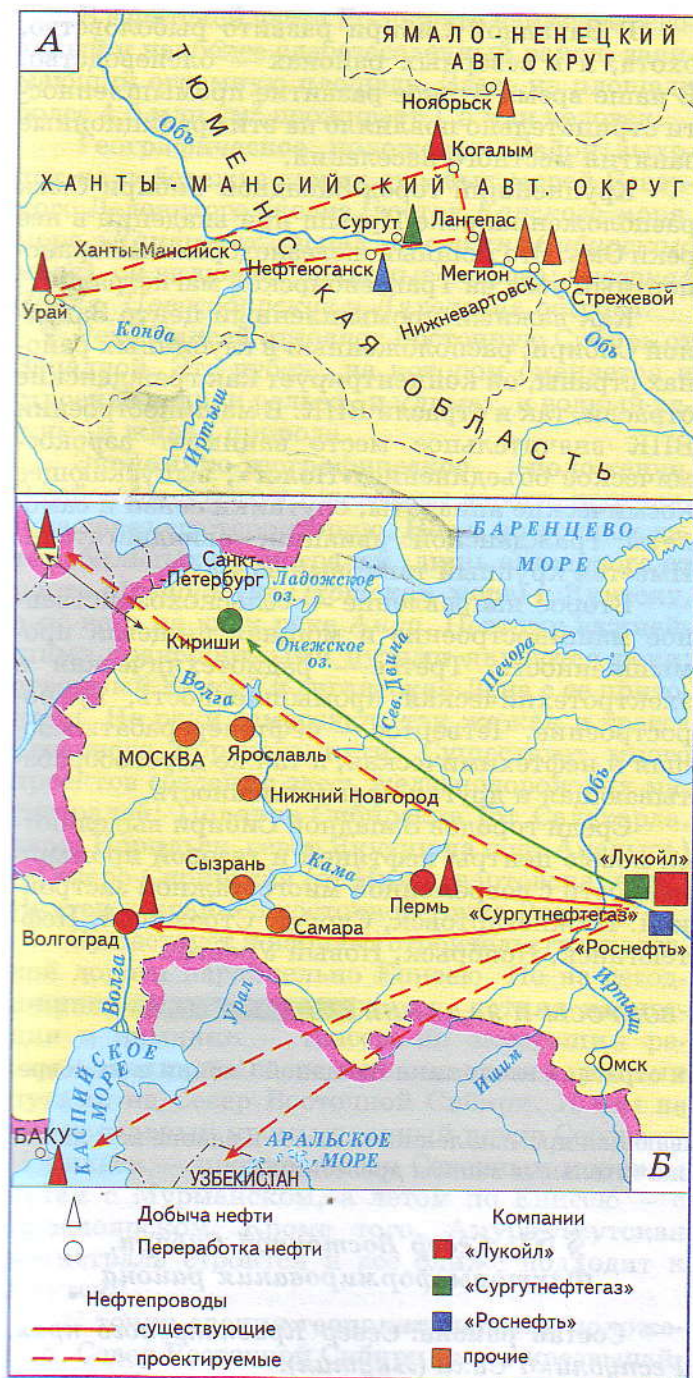 А
ЯМАЛО-НЕНЕЦКИЙ
АВТ. ОКРУГ
ТЮМЕНСКАЯ ОБЛАСТЬ
Обь
Ноябрьск
Когалым
ХАНТЫ-МАНСИЙСКИЙ АВТ. ОКРУГ
Сургут
Лангепас
Ханты-Мансийск
Нефтеюганск
Мегион
Нижневартовск
Стрежевой
Урай
Конда
Обь
Иртыш
БАРЕНЦЕВО
МОРЕ
Санкт-
-Петербург
Ладожское
оз.
Онежское
оз.
Кириши
Сев. Двина
Печора
Волга
МОСКВА
Ярославль
Обь
Нижний Новгород
Кама
Сызрань
«Лукойл»
Пермь
«Сургутнефтегаз»
Волгоград
Самара
«Роснефть»
Волга
Урал
Иртыш
Ишим
Омск
КАСПИЙСКОЕ
МОРЕ
БАКУ
АРАЛЬСКОЕ
МОРЕ
УЗБЕКИСТАН
Б
Добыча нефти
Переработка нефти
Нефтепроводы
существующие
проектируемые
Компании
«Лукойл»
«Сургутнефтегаз»
«Роснефть»
прочие